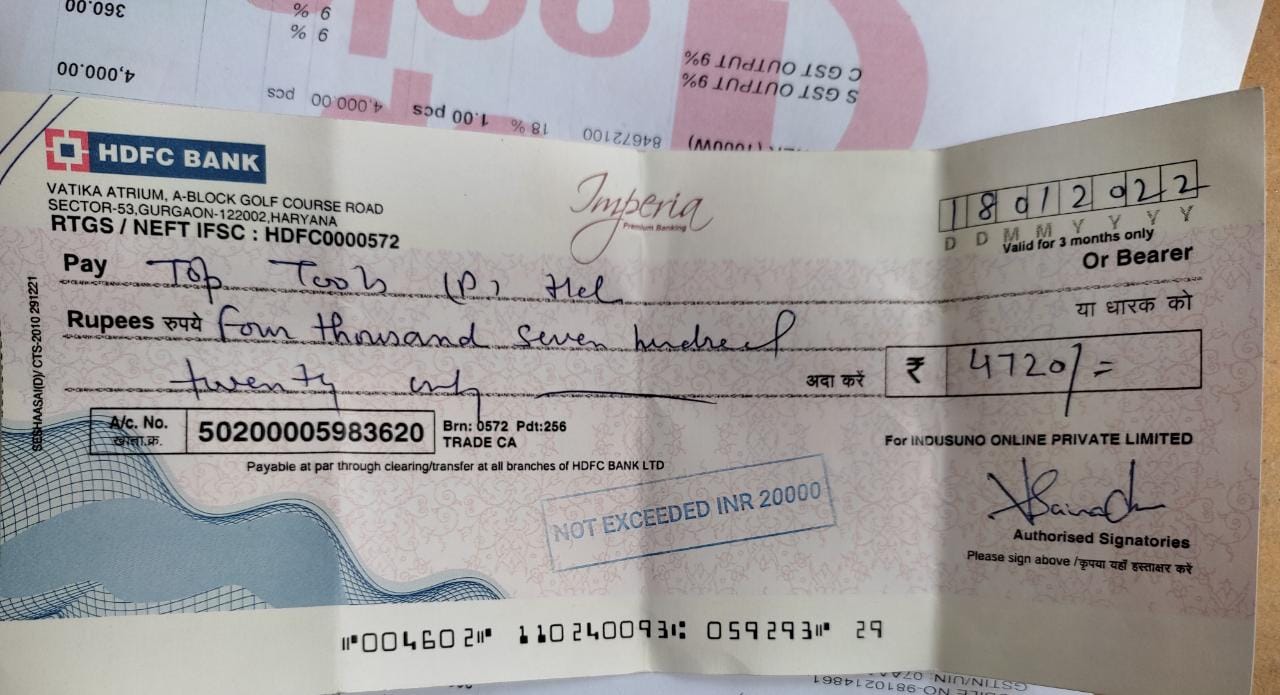 360.00
9 %
9 %
C GST OUTPUT 9%
S GST OUTPUT 9%
4,000.00
pcs
4,000.00
1.00 pcs
18 %
84672100
(1000W)
HDFC BANK
VATIKA ATRIUM, A-BLOCK GOLF COURSE ROAD
SECTOR-53,GURGAON-122002,HARYANA
RTGS / NEFT IFSC : HDFC0000572
Imperia
Premium Banking
18012022
D D M M Y Y Y Y
Valid for 3 months only
Pay Top Tools (P) Ltd
Or Bearer
या धारक को
Rupees रुपये four thousand seven hundred
twenty only
अदा करें
₹ 4720/=
A/c. No.
खाता.क्र.
50200005983620
Brn: 0572 Pdt:256
TRADE CA
For INDUSUNO ONLINE PRIVATE LIMITED
Payable at par through clearing/transfer at all branches of HDFC BANK LTD
NOT EXCEEDED INR 20000
Authorised Signatories
Please sign above /कृपया यहाँ हस्ताक्षर करें
SESHAASAI(D)/ CTS-2010 291221
⑈004602⑈ 110240093⑆ 059293⑈ 29
GSTIN/UIN: 07AA
NO-9810214861